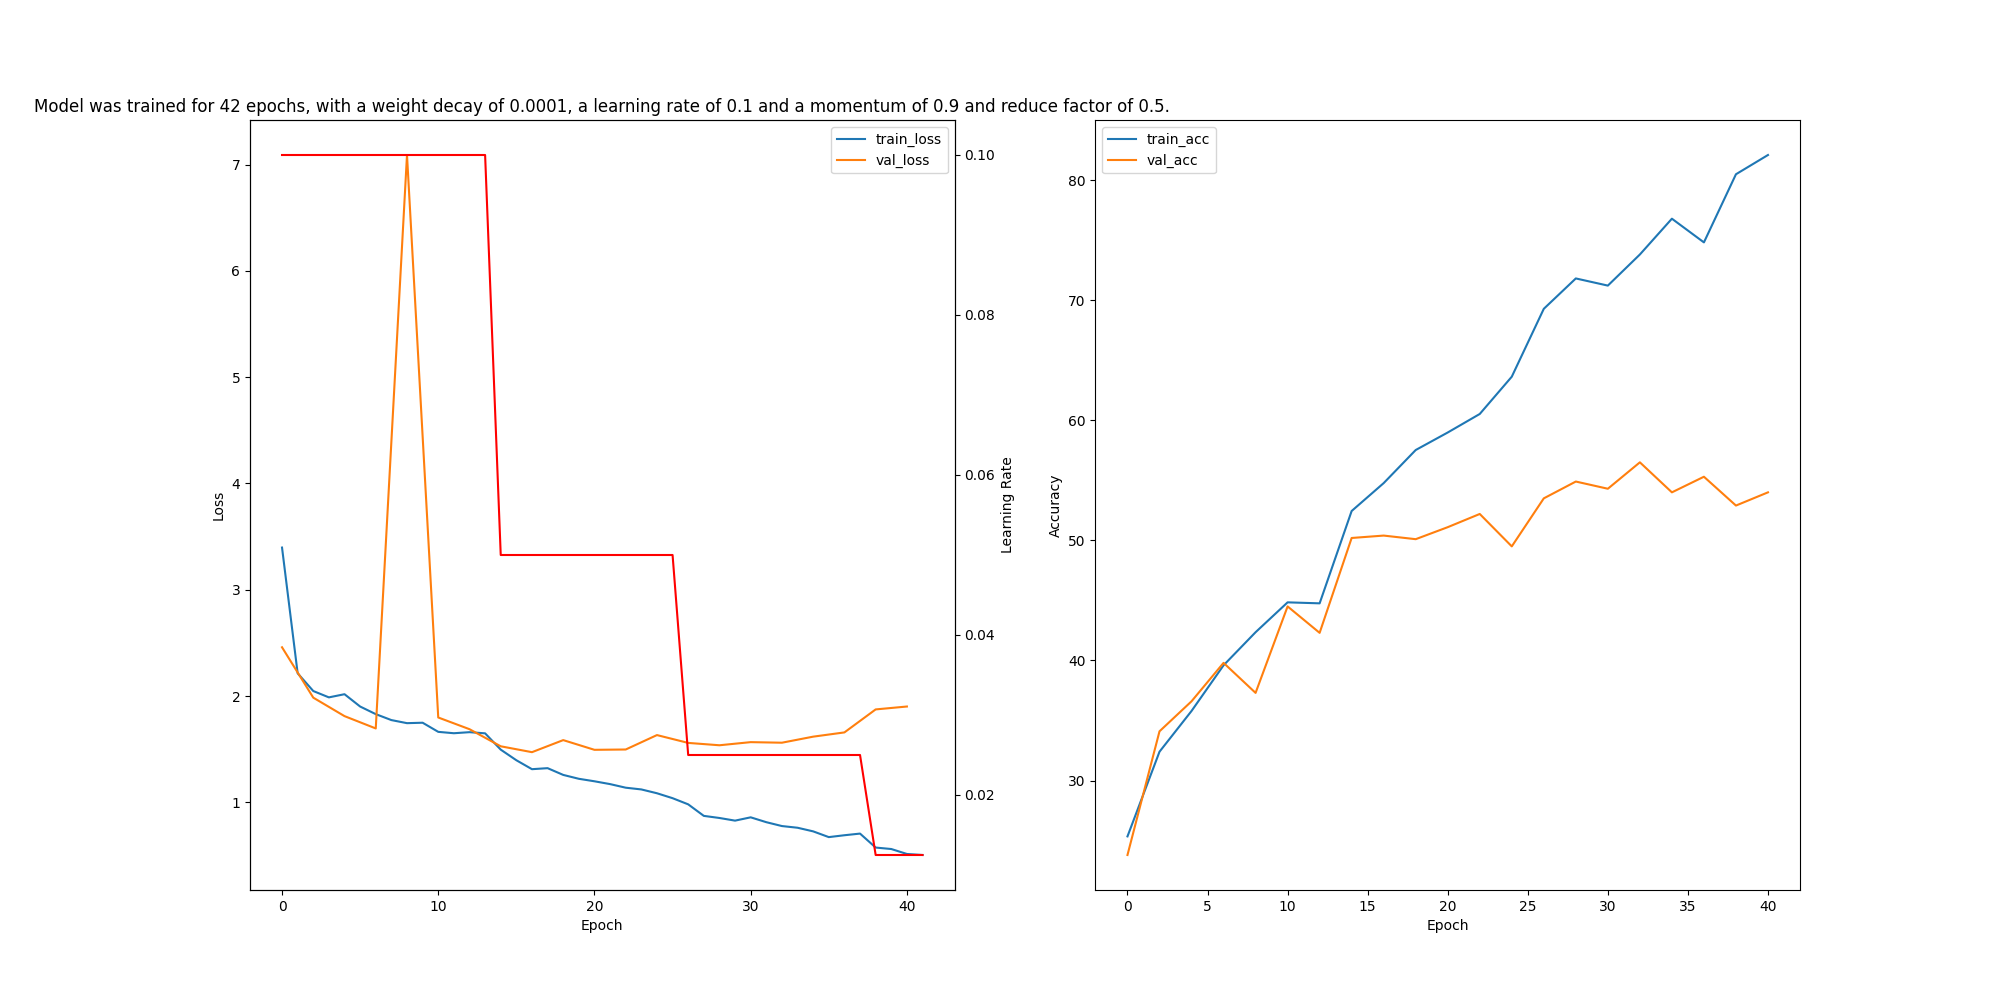 Model was trained for 42 epochs, with a weight decay of 0.0001, a learning rate of 0.1 and a momentum of 0.9 and reduce factor of 0.5.
train_loss
val_loss
7
6
5
4
3
2
1
Loss
0.10
0.08
0.06
0.04
0.02
Learning Rate
0 10 20 30 40
Epoch
train_acc
val_acc
80
70
60
50
40
30
Accuracy
0 5 10 15 20 25 30 35 40
Epoch